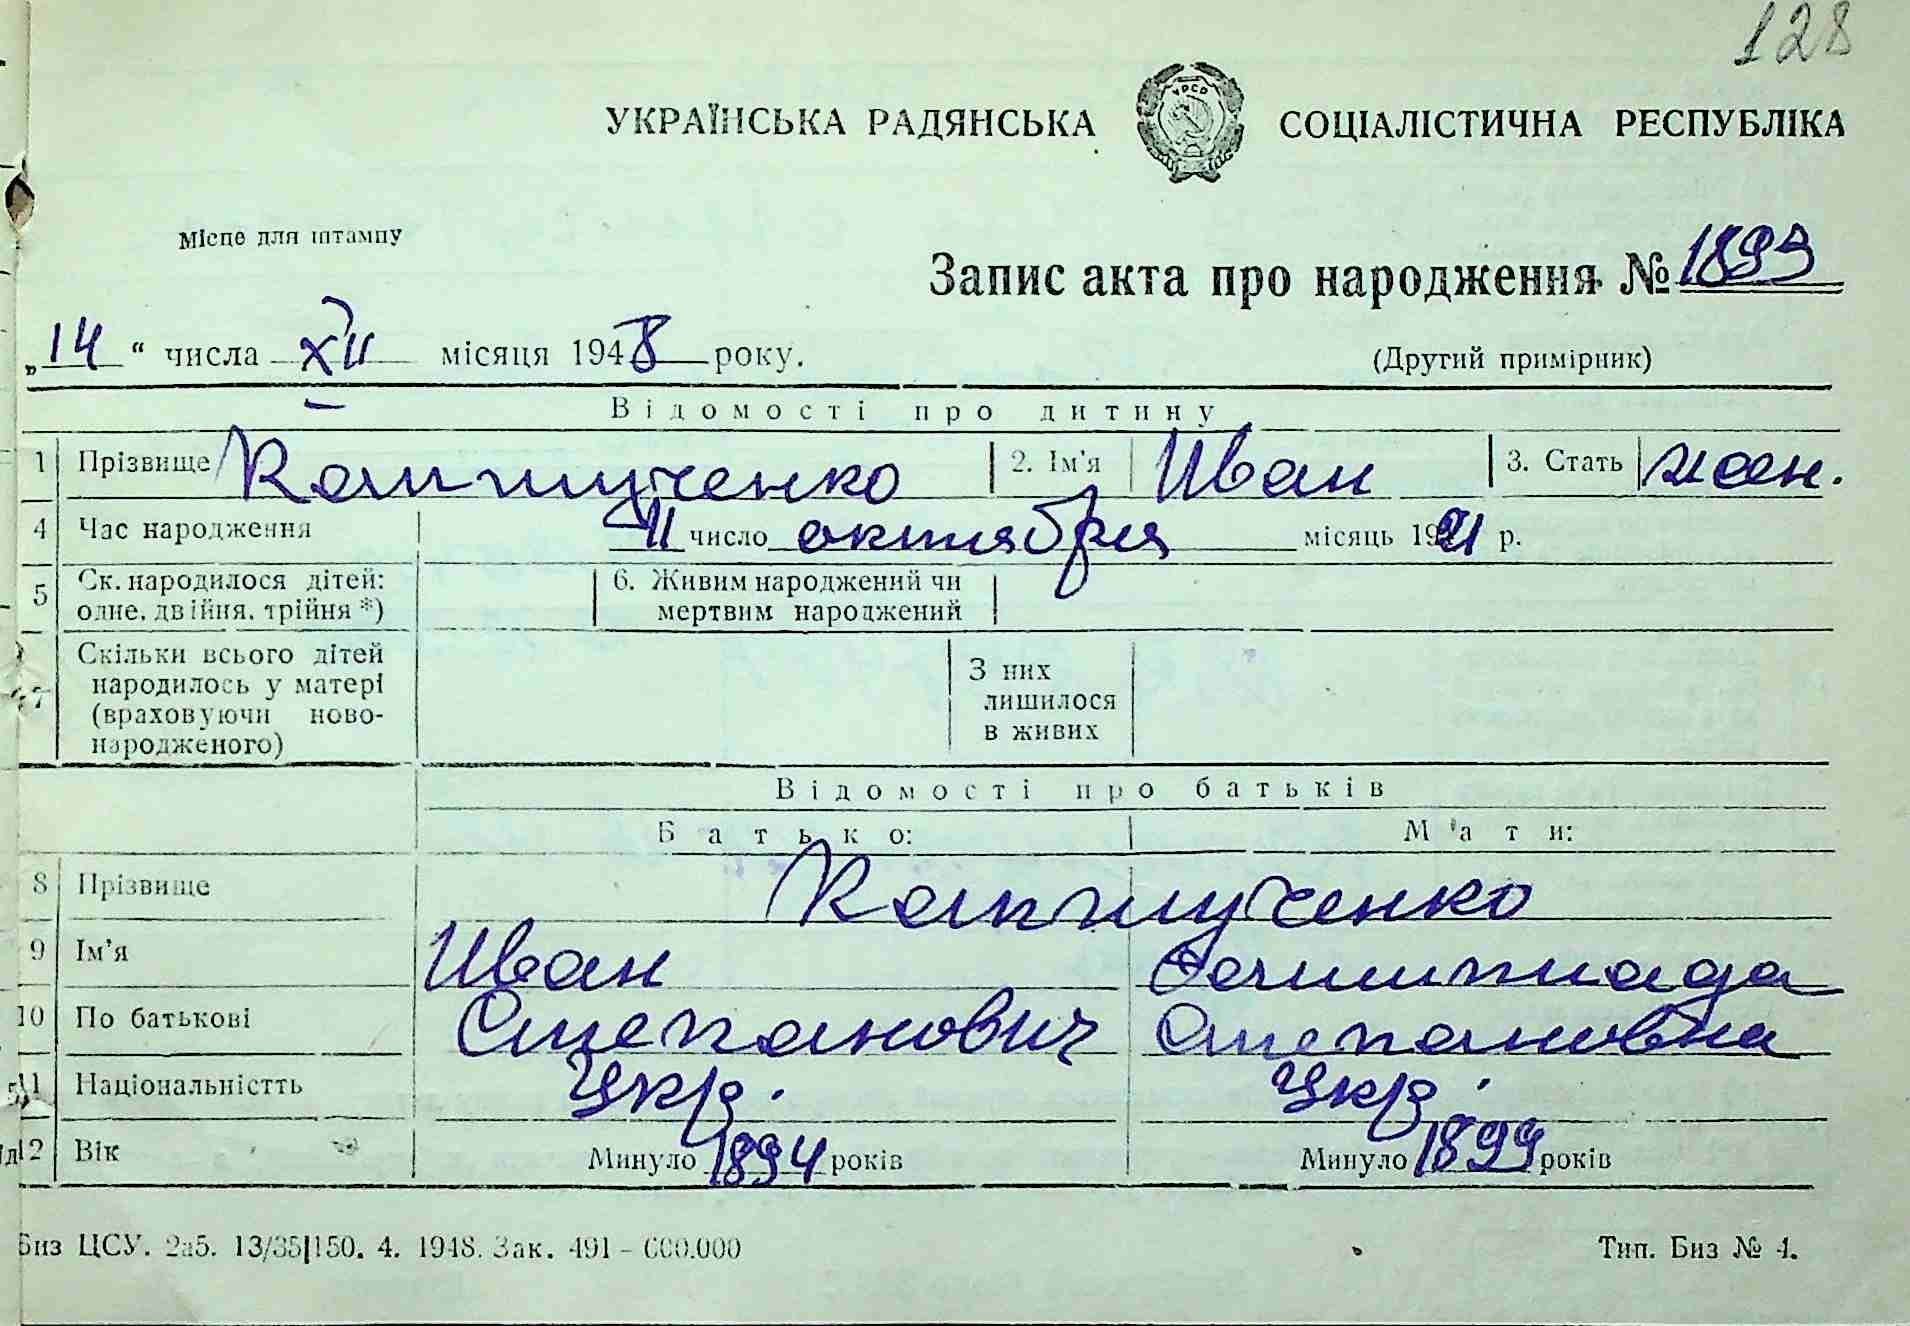 128
УКРАЇНСЬКА РАДЯНСЬКА СОЦІАЛІСТИЧНА РЕСПУБЛІКА
УРСР
Місце для штампу
Запис акта про народження №1899
„14“ числа XII місяця 1948 року.
(Другий примірник)
Відомості про дитину
1 Прізвище 2. Ім'я Иван 3. Стать
4 Час народження 11 число октября місяць 1921 р.
5 Ск. народилося дітей: одне, двійня, трійня *) 6. Живим народжений чи мертвим народжений
7 Скільки всього дітей народилось у матері (враховуючи новонародженого) З них лишилося в живих
Відомості про батьків
Батько: Мати:
8 Прізвище
9 Ім'я Иван
10 По батькові Степанович Степановна
11 Національністть Укр. Укр.
12 Вік Минуло 1894 років Минуло 1899 років
Биз ЦСУ. 2а5. 13/35|150. 4. 1948. Зак. 491 - 600.000
Тип. Биз № 4.